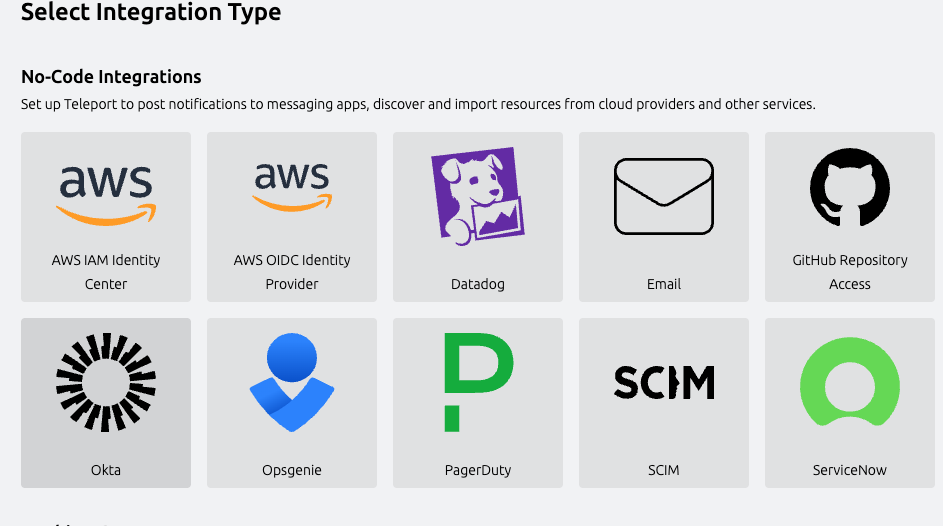 Select Integration Type
No-Code Integrations
Set up Teleport to post notifications to messaging apps, discover and import resources from cloud providers and other services.
aws
AWS IAM Identity
Center
aws
AWS OIDC Identity
Provider
Datadog
Email
GitHub Repository
Access
Okta
Opsgenie
P
PagerDuty
SCIM
SCIM
ServiceNow